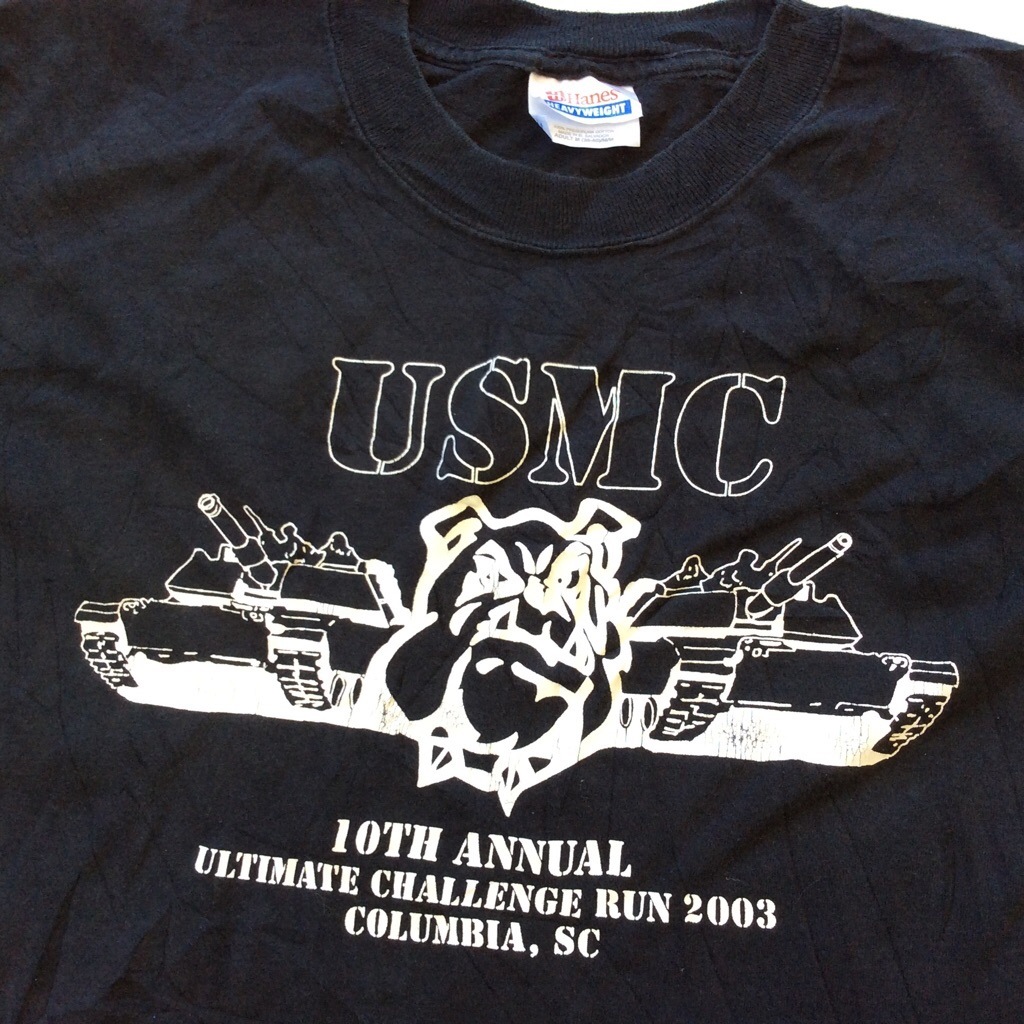 Hanes
HEAVYWEIGHT
USMC
10TH ANNUAL
ULTIMATE CHALLENGE RUN 2003
COLUMBIA, SC